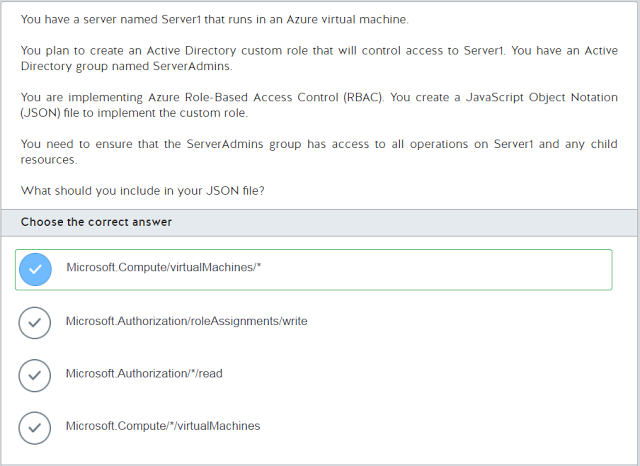 You have a server named Server1 that runs in an Azure virtual machine.
You plan to create an Active Directory custom role that will control access to Server1. You have an Active
Directory group named ServerAdmins.
You are implementing Azure Role-Based Access Control (RBAC). You create a JavaScript Object Notation
(JSON) file to implement the custom role.
You need to ensure that the ServerAdmins group has access to all operations on Server1 and any child
resources.
What should you include in your JSON file?
Choose the correct answer
Microsoft.Compute/virtualMachines/*
Microsoft.Authorization/roleAssignments/write
Microsoft.Authorization/*/read
Microsoft.Compute/*/virtualMachines